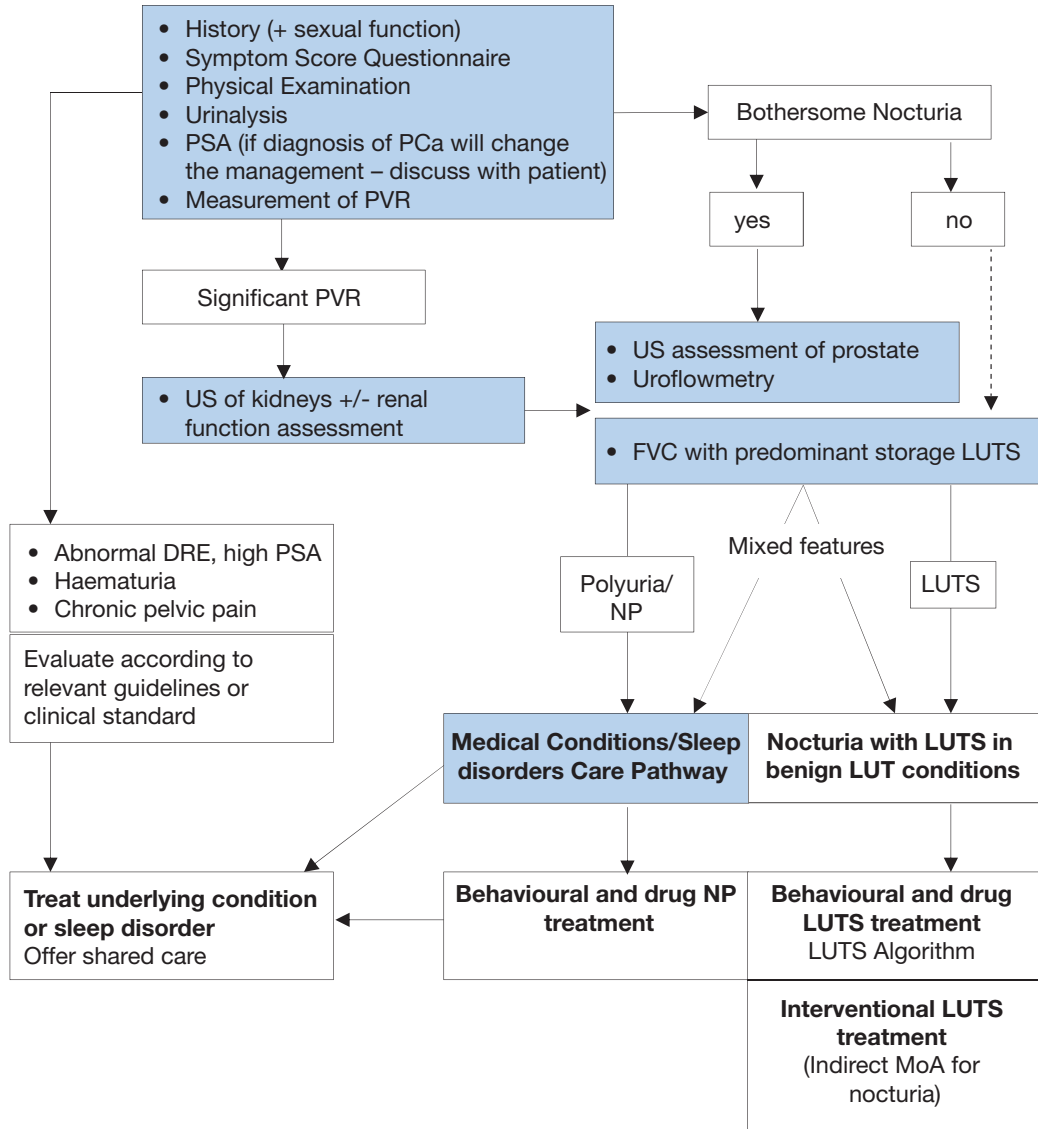 • History (+ sexual function)
• Symptom Score Questionnaire
• Physical Examination
• Urinalysis
• PSA (if diagnosis of PCa will change
the management – discuss with patient)
• Measurement of PVR
Bothersome Nocturia
yes
no
Significant PVR
• US assessment of prostate
• Uroflowmetry
• US of kidneys +/- renal
function assessment
• FVC with predominant storage LUTS
• Abnormal DRE, high PSA
• Haematuria
• Chronic pelvic pain
Evaluate according to
relevant guidelines or
clinical standard
Polyuria/
NP
Mixed features
LUTS
Medical Conditions/Sleep
disorders Care Pathway
Nocturia with LUTS in
benign LUT conditions
Treat underlying condition
or sleep disorder
Offer shared care
Behavioural and drug NP
treatment
Behavioural and drug
LUTS treatment
LUTS Algorithm
Interventional LUTS
treatment
(Indirect MoA for
nocturia)